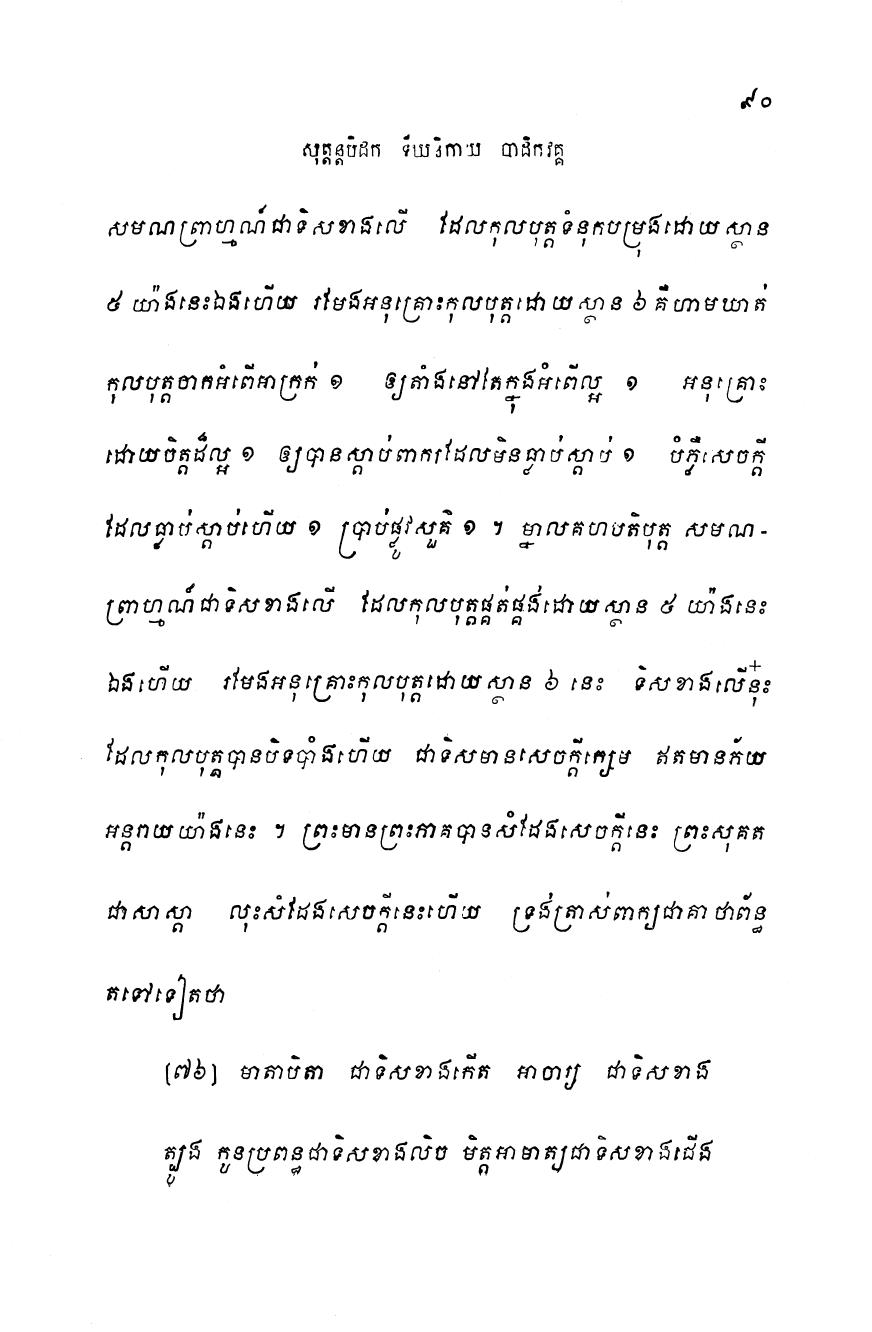 ៩០
សុត្តន្តបិដក ទីឃនិកាយ បាដិកវគ្គ
សមណព្រាហ្មណ៍ជាទិសខាងលើ ដែលកុលបុត្តទំនុកបម្រុងដោយស្ថាន
៥ យ៉ាងនេះឯងហើយ រមែងអនុគ្រោះកុលបុត្តដោយស្ថាន ៦ គឺហាមឃាត់
កុលបុត្តចាកអំពើអាក្រក់ ១ ឲ្យតាំងនៅតែក្នុងអំពើល្អ ១ អនុគ្រោះ
ដោយចិត្តដ៏ល្អ ១ ឲ្យបានស្តាប់ពាក្យដែលមិនធ្លាប់ស្តាប់ ១ បំភ្លឺសេចក្តី
ដែលធ្លាប់ស្តាប់ហើយ ១ ប្រាប់ផ្លូវសួគ៌ ១ ។ ម្នាលគហបតិបុត្ត សមណ-
ព្រាហ្មណ៍ជាទិសខាងលើ ដែលកុលបុត្តផ្គត់ផ្គង់ដោយស្ថាន ៥ យ៉ាងនេះ
ឯងហើយ រមែងអនុគ្រោះកុលបុត្តដោយស្ថាន ៦ នេះ ទិសខាងលើនុ៎ះ
ដែលកុលបុត្តបានបិទបាំងហើយ ជាទិសមានសេចក្តីក្សេម ឥតមានភ័យ
អន្តរាយយ៉ាងនេះ ។ ព្រះមានព្រះភាគបានសំដែងសេចក្តីនេះ ព្រះសុគត
ជាសាស្តា លុះសំដែងសេចក្តីនេះហើយ ទ្រង់ត្រាស់ពាក្យជាគាថាព័ន្ធ
តទៅទៀតថា
[៧៦] មាតាបិតា ជាទិសខាងកើត អាចារ្យ ជាទិសខាង
ត្បូង កូនប្រពន្ធជាទិសខាងលិច មិត្តអាមាត្យជាទិសខាងជើង